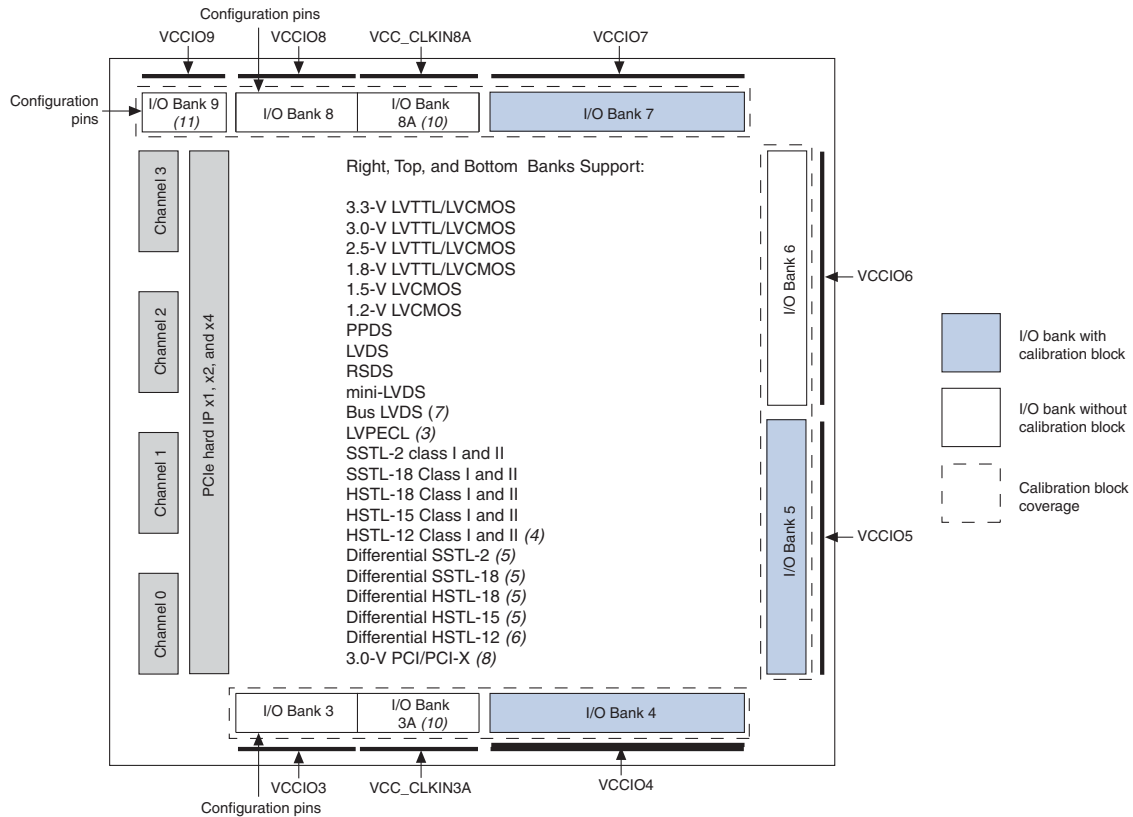 Configuration pins
VCCIO9
VCCIO8
VCC_CLKIN8A
VCCIO7
Configuration
pins
I/O Bank 9
(11)
I/O Bank 8
I/O Bank
8A (10)
I/O Bank 7
Channel 3
Channel 2
Channel 1
Channel 0
PCIe hard IP x1, x2, and x4
Right, Top, and Bottom Banks Support:
3.3-V LVTTL/LVCMOS
3.0-V LVTTL/LVCMOS
2.5-V LVTTL/LVCMOS
1.8-V LVTTL/LVCMOS
1.5-V LVCMOS
1.2-V LVCMOS
PPDS
LVDS
RSDS
mini-LVDS
Bus LVDS (7)
LVPECL (3)
SSTL-2 class I and II
SSTL-18 Class I and II
HSTL-18 Class I and II
HSTL-15 Class I and II
HSTL-12 Class I and II (4)
Differential SSTL-2 (5)
Differential SSTL-18 (5)
Differential HSTL-18 (5)
Differential HSTL-15 (5)
Differential HSTL-12 (6)
3.0-V PCI/PCI-X (8)
I/O Bank 6
VCCIO6
I/O Bank 5
VCCIO5
I/O bank with
calibration block
I/O bank without
calibration block
Calibration block
coverage
I/O Bank 3
I/O Bank
3A (10)
I/O Bank 4
VCCIO3
VCC_CLKIN3A
VCCIO4
Configuration pins